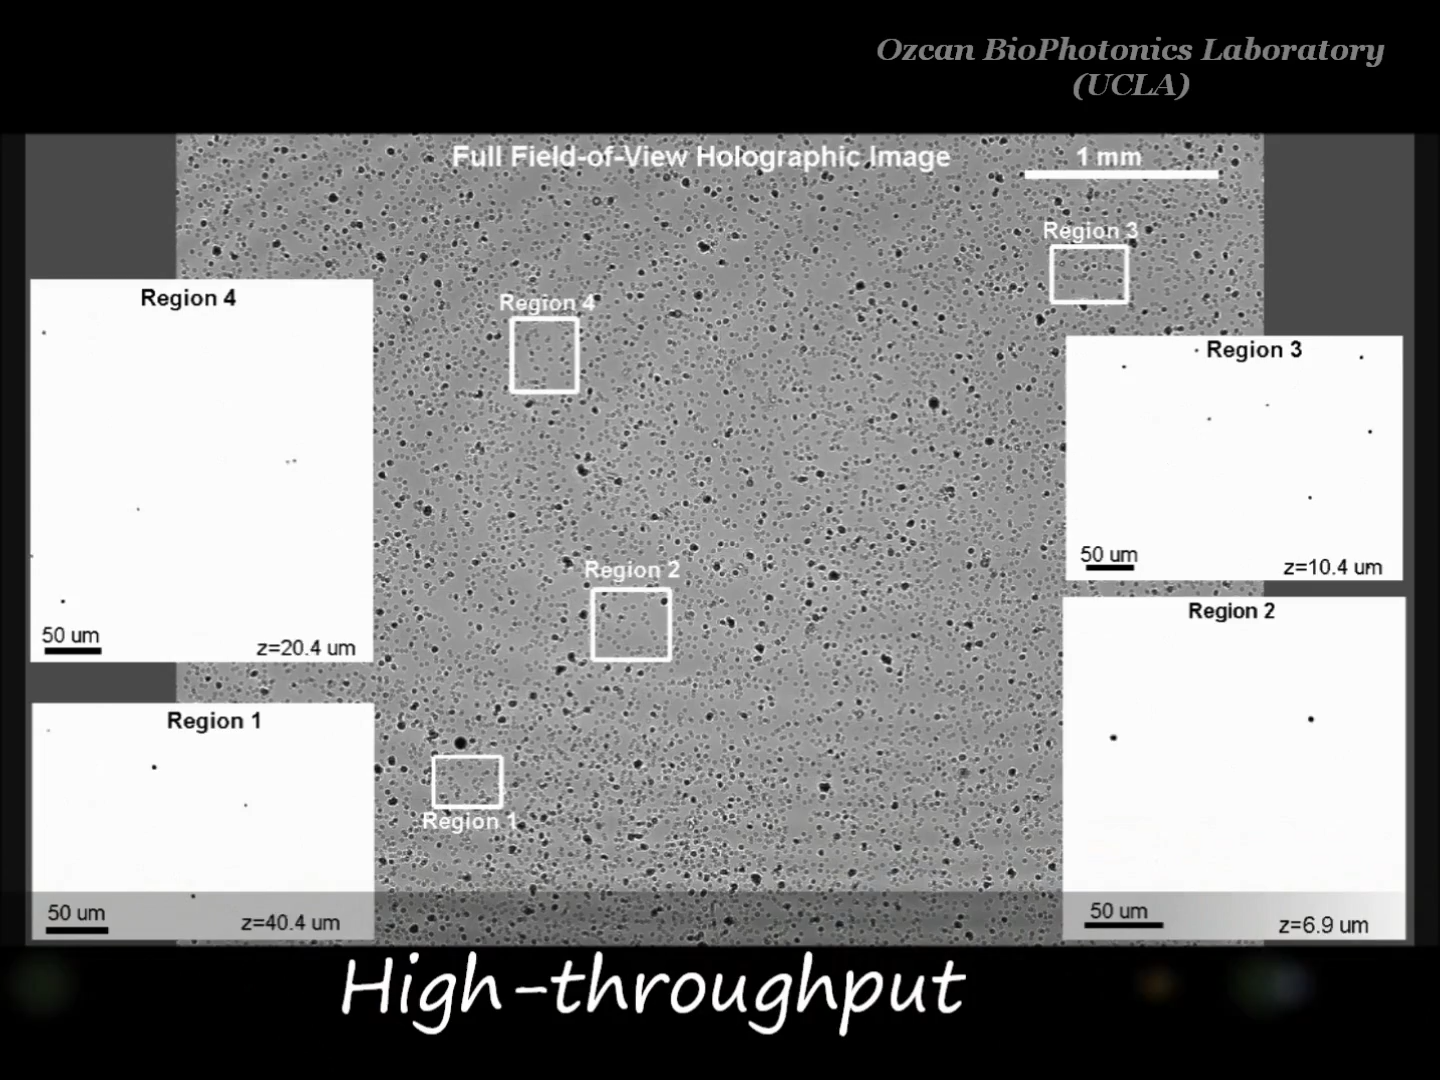 Ozcan BioPhotonics Laboratory
(UCLA)
Full Field-of-View Holographic Image
1 mm
Region 3
Region 4
Region 4
50 um
z=20.4 um
Region 3
50 um
z=10.4 um
Region 2
Region 2
50 um
z=6.9 um
Region 1
50 um
z=40.4 um
Region 1
High-throughput